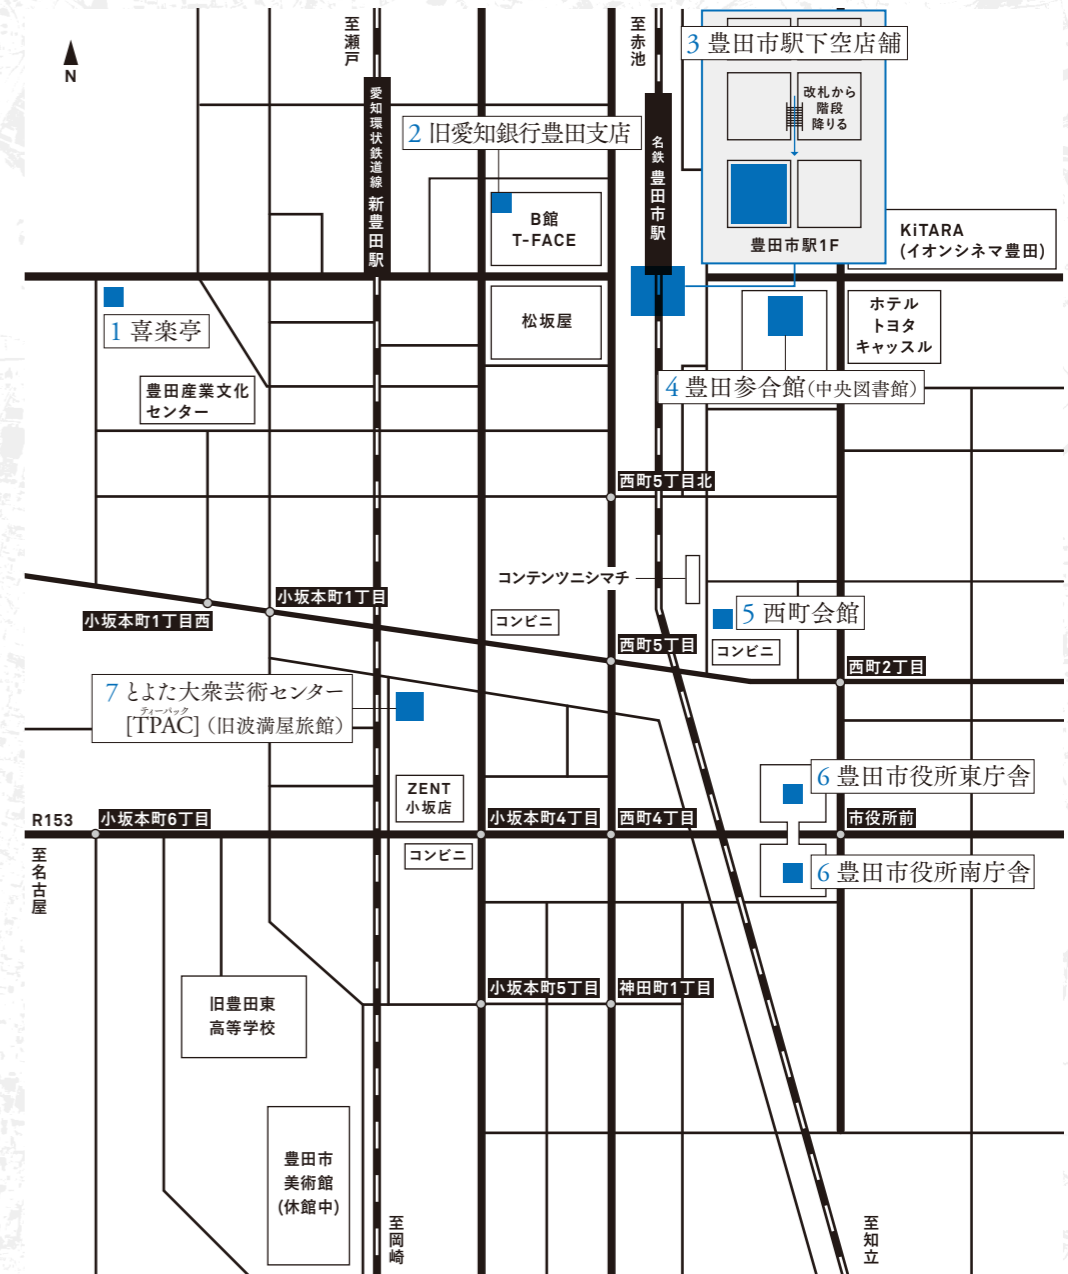 N
至瀬戸
至赤池
3 豊田市駅下空店舗
改札から
階段
降りる
豊田市駅1F
愛知環状鉄道線 新豊田駅
2 旧愛知銀行豊田支店
名鉄 豊田市駅
B館
T-FACE
KiTARA
(イオンシネマ豊田)
1 喜楽亭
松坂屋
ホテル
トヨタ
キャッスル
豊田産業文化
センター
4 豊田参合館(中央図書館)
西町5丁目北
コンテンツニシマチ
小坂本町1丁目
小坂本町1丁目西
コンビニ
5 西町会館
西町5丁目
コンビニ
西町2丁目
7 とよた大衆芸術センター
ティーパック
[TPAC](旧波満屋旅館)
6 豊田市役所東庁舎
ZENT
小坂店
R153
小坂本町6丁目
小坂本町4丁目
西町4丁目
市役所前
至名古屋
コンビニ
6 豊田市役所南庁舎
小坂本町5丁目
神田町1丁目
旧豊田東
高等学校
豊田市
美術館
(休館中)
至岡崎
至知立